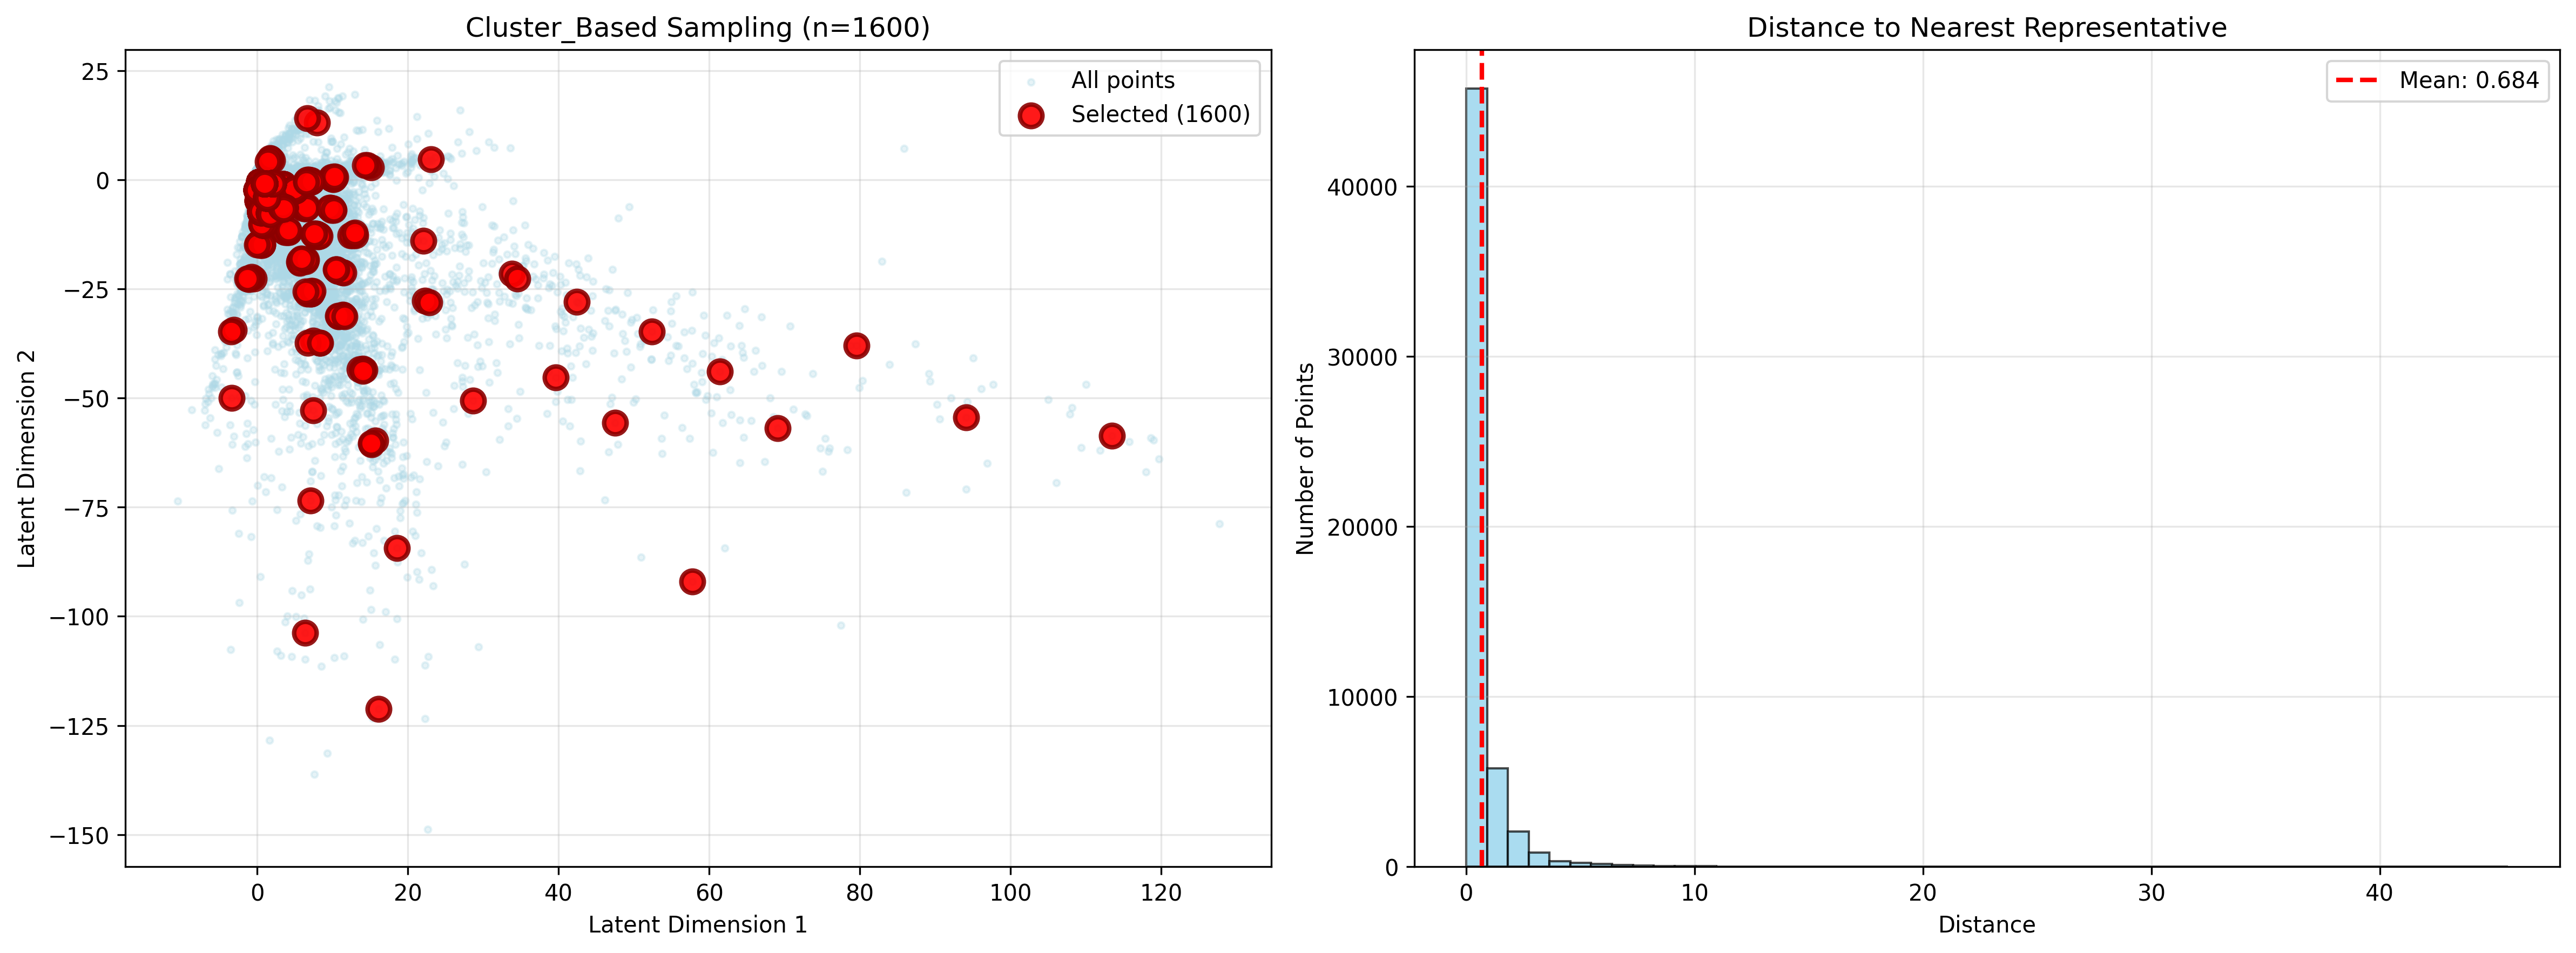 Cluster_Based Sampling (n=1600)
25
0
−25
−50
−75
−100
−125
−150
Latent Dimension 2
0
20
40
60
80
100
120
Latent Dimension 1
All points
Selected (1600)
Distance to Nearest Representative
40000
30000
20000
10000
0
Number of Points
0
10
20
30
40
Distance
Mean: 0.684